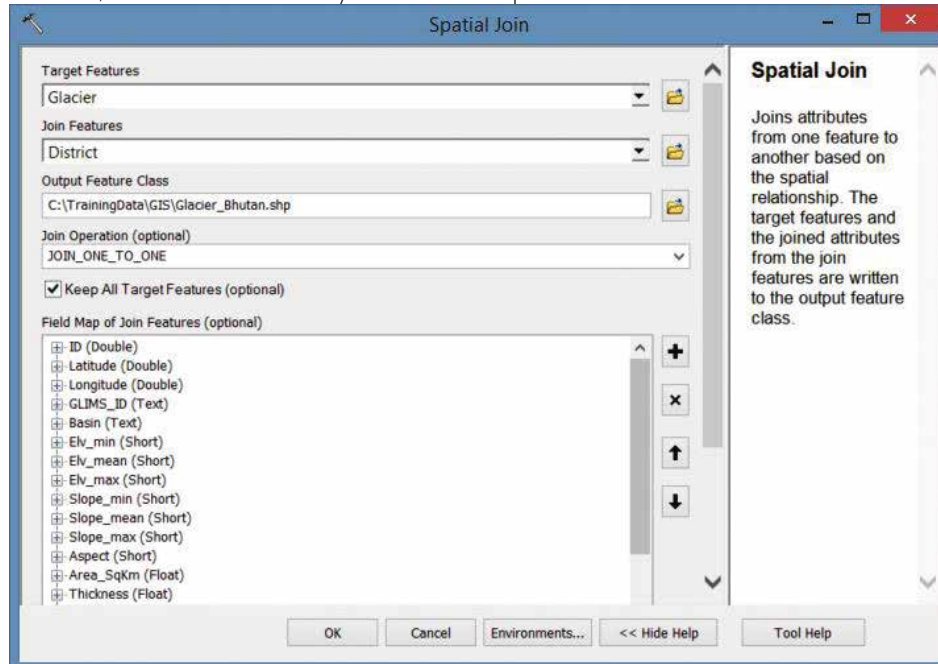 Spatial Join
Target Features
Glacier
Join Features
District
Output Feature Class
C:\TrainingData\GIS\Glacier_Bhutan.shp
Join Operation (optional)
JOIN_ONE_TO_ONE
Keep All Target Features (optional)
Field Map of Join Features (optional)
ID (Double)
Latitude (Double)
Longitude (Double)
GLIMS_ID (Text)
Basin (Text)
Elv_min (Short)
Elv_mean (Short)
Elv_max (Short)
Slope_min (Short)
Slope_mean (Short)
Slope_max (Short)
Aspect (Short)
Area_SqKm (Float)
Thickness (Float)
OK
Cancel
Environments...
<< Hide Help
Spatial Join
Joins attributes
from one feature to
another based on
the spatial
relationship. The
target features and
the joined attributes
from the join
features are written
to the output feature
class.
Tool Help